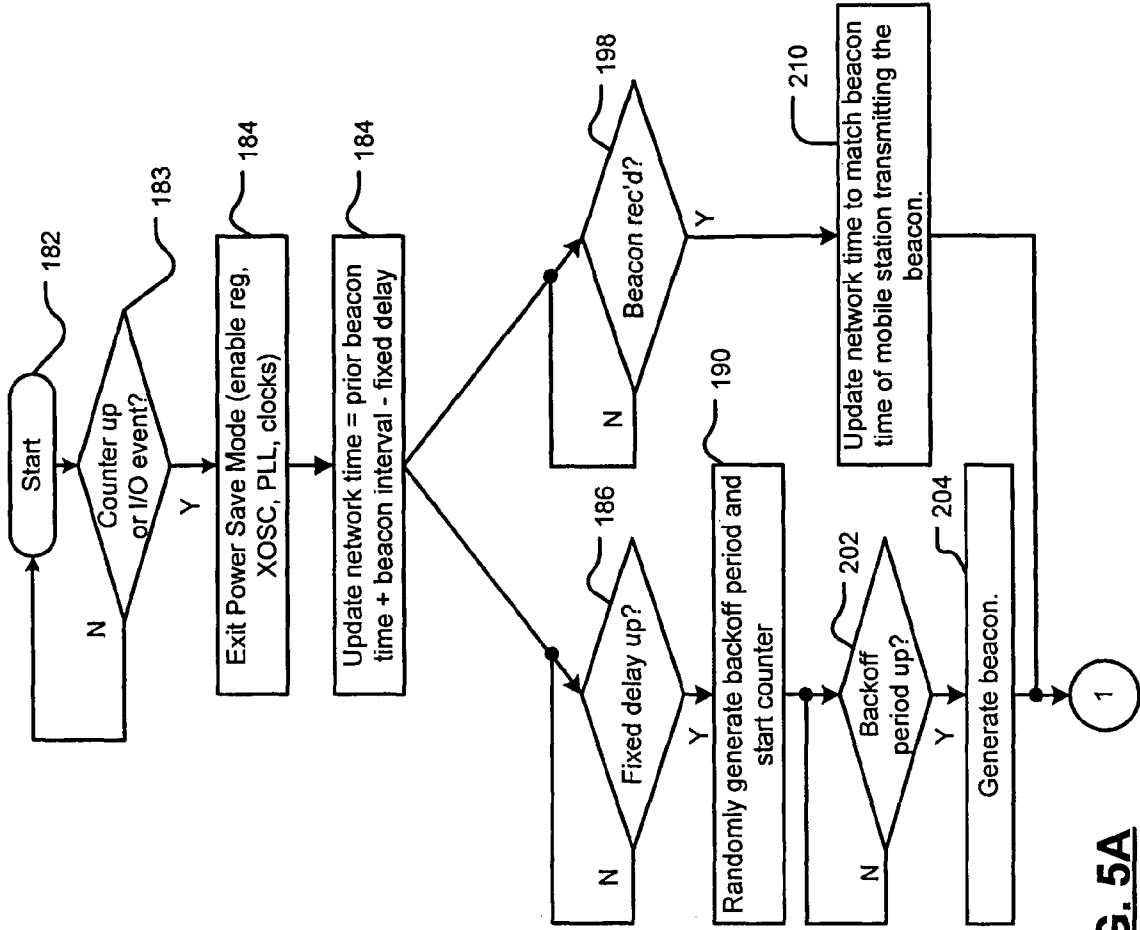 Start
182
Counter up
or I/O event?
183
N
Y
Exit Power Save Mode (enable reg,
XOSC, PLL, clocks)
184
Update network time = prior beacon
time + beacon interval - fixed delay
184
Fixed delay up?
186
N
Y
Beacon rec'd?
198
N
Y
Randomly generate backoff period and
start counter
190
Update network time to match beacon
time of mobile station transmitting the
beacon.
210
Backoff
period up?
202
N
Y
Generate beacon.
204
1
G. 5A